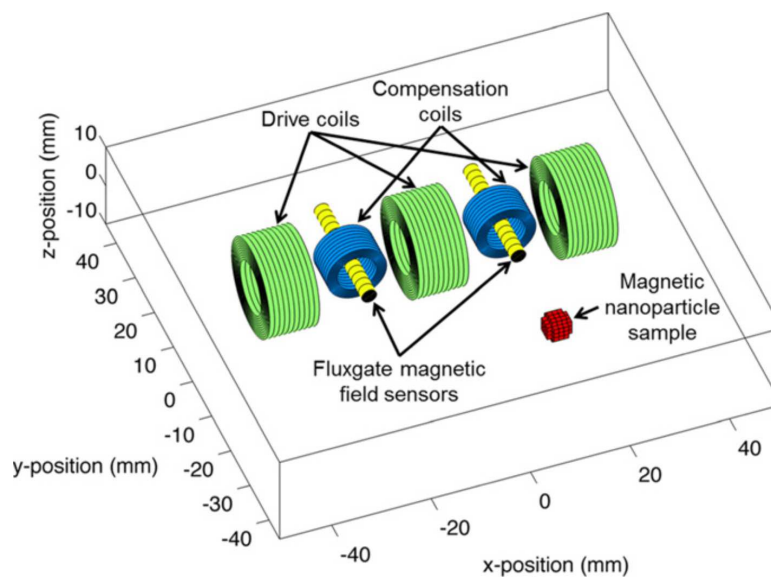 Compensation
coils
Drive coils
z-position (mm)
10
0
-10
40
30
20
10
0
-10
-20
-30
-40
y-position (mm)
Magnetic
nanoparticle
sample
Fluxgate magnetic
field sensors
-40
-20
0
20
40
x-position (mm)